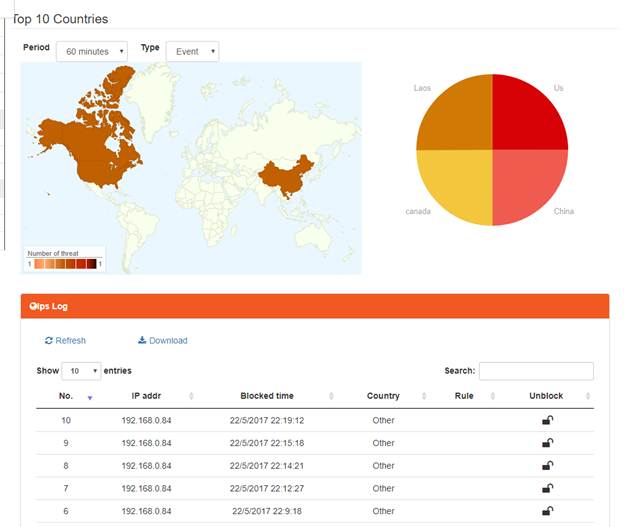 Top 10 Countries
Period 60 minutes Type Event
Laos Us
canada China
Number of threat
1 1
Ips Log
Refresh Download
Show 10 entries Search:
No. IP addr Blocked time Country Rule Unblock
10 192.168.0.84 22/5/2017 22:19:12 Other
9 192.168.0.84 22/5/2017 22:15:18 Other
8 192.168.0.84 22/5/2017 22:14:21 Other
7 192.168.0.84 22/5/2017 22:12:27 Other
6 192.168.0.84 22/5/2017 22:9:18 Other